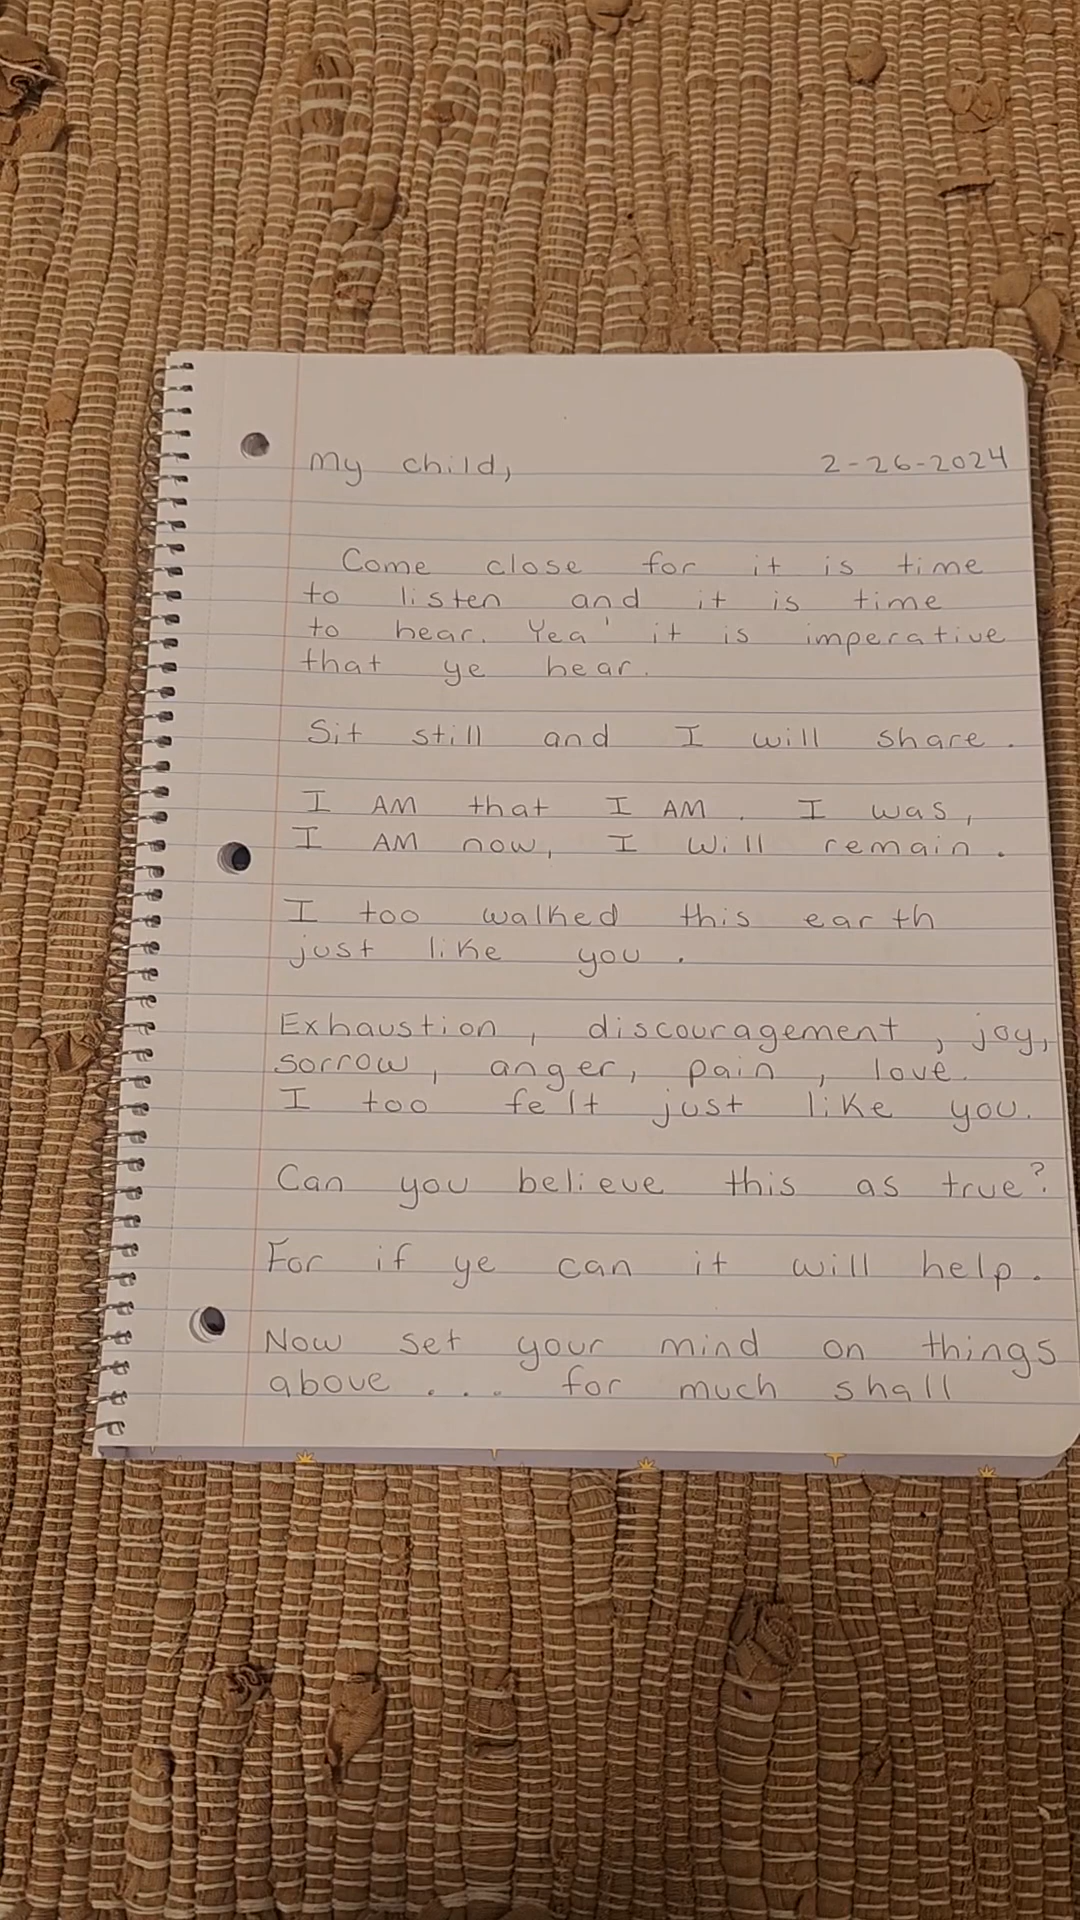 My child, 2-26-2024
Come close for it is time
to listen and it is time
to hear. Yea' it is imperative
that ye hear.
Sit still and I will share.
I AM that I AM. I was,
I AM now, I will remain.
I too walked this earth
just like you.
Exhaustion, discouragement, joy,
sorrow, anger, pain, love.
I too felt just like you.
Can you believe this as true?
For if ye can it will help.
Now set your mind on things
above... for much shall